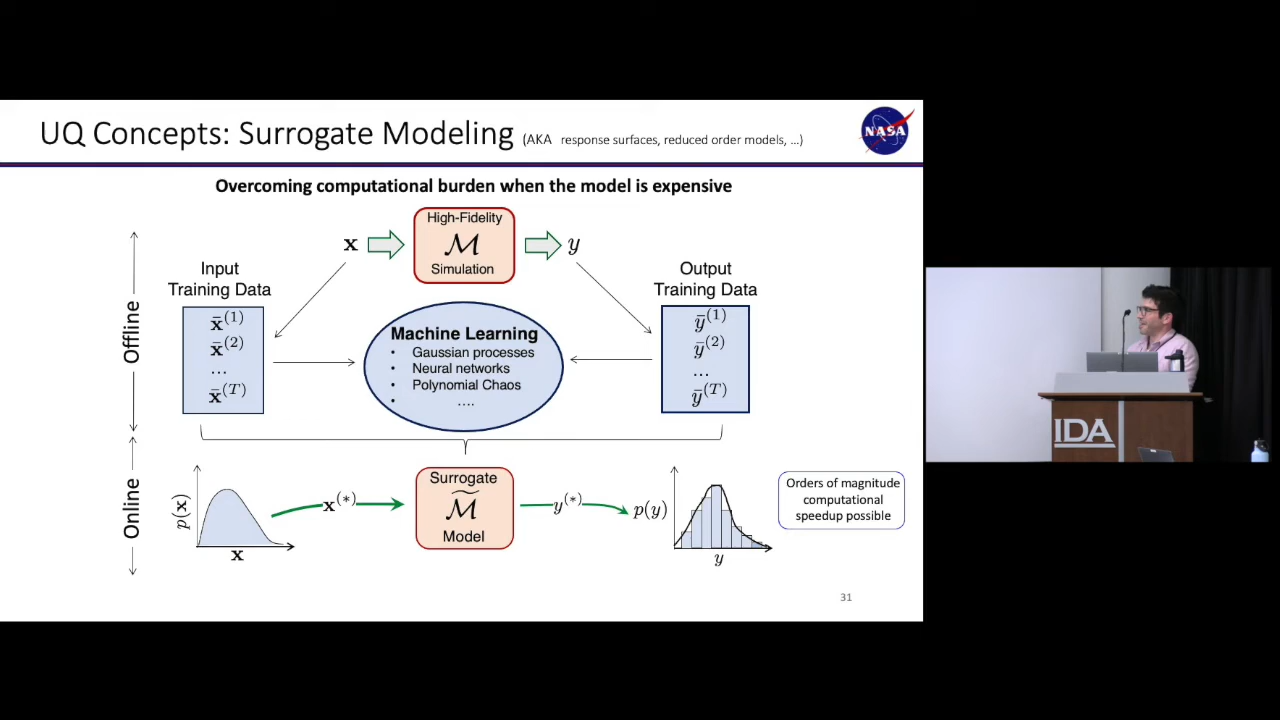 UQ Concepts: Surrogate Modeling (AKA response surfaces, reduced order models, ...)
NASA
Overcoming computational burden when the model is expensive
Offline
Input
Training Data
x̄⁽¹⁾
x̄⁽²⁾
...
x̄⁽ᵀ⁾
x
High-Fidelity
ℳ
Simulation
y
Machine Learning
• Gaussian processes
• Neural networks
• Polynomial Chaos
• ....
Output
Training Data
ȳ⁽¹⁾
ȳ⁽²⁾
...
ȳ⁽ᵀ⁾
Online
p(x)
x
x⁽*⁾
Surrogate
ℳ̃
Model
y⁽*⁾
p(y)
y
Orders of magnitude
computational
speedup possible
31
IDA